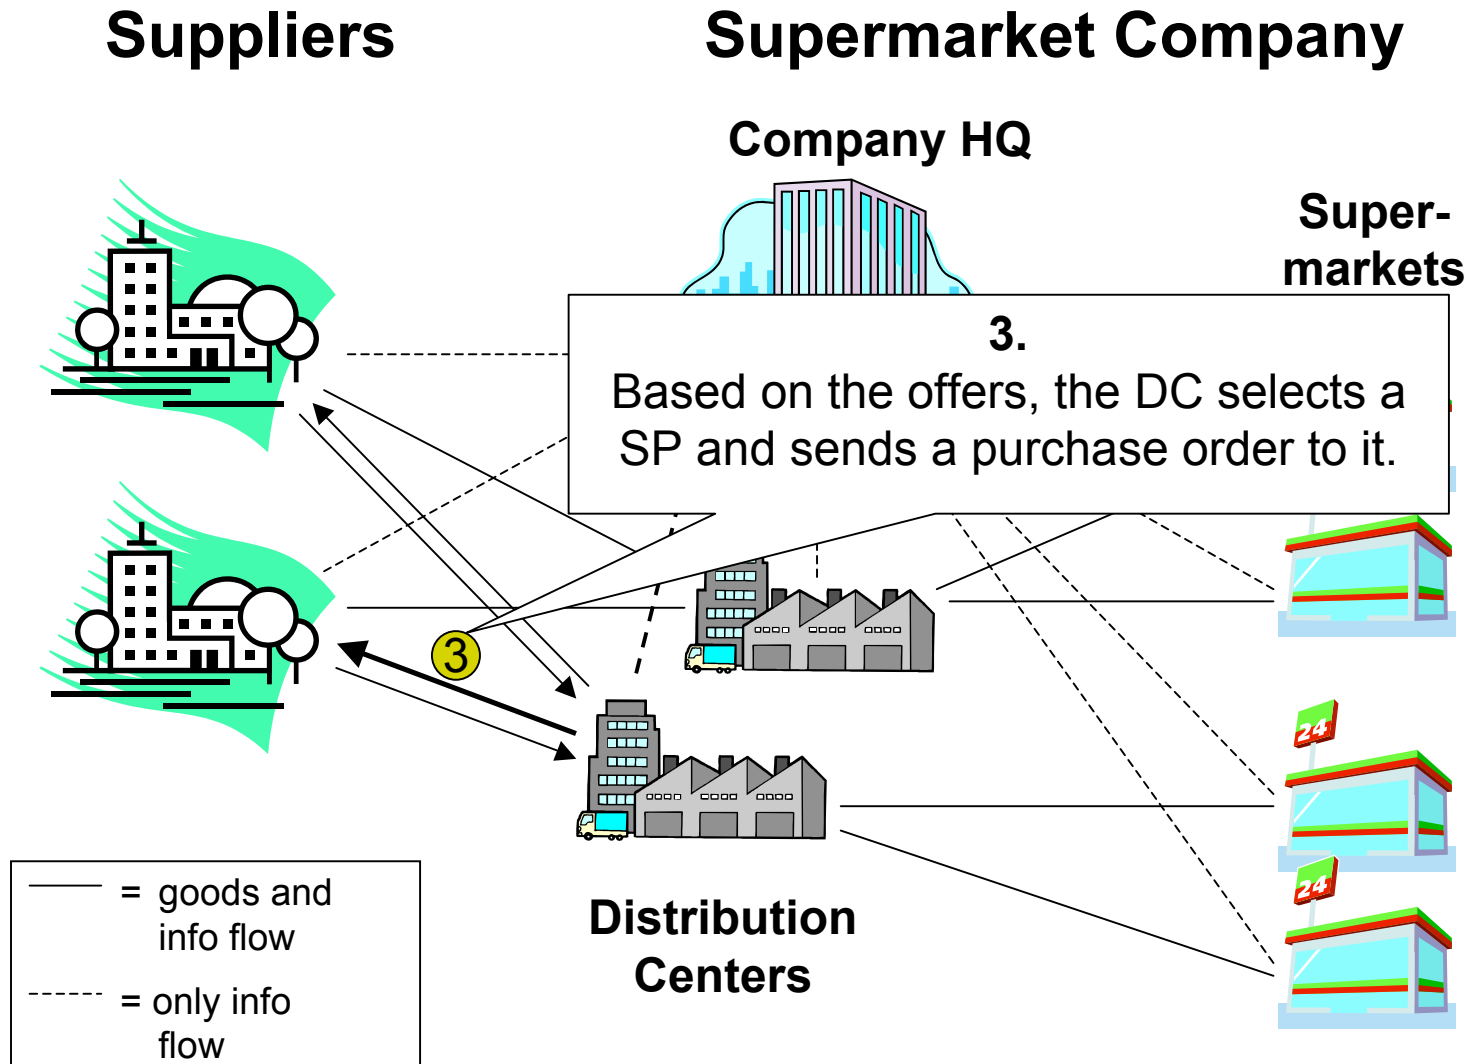 Suppliers
Supermarket Company
Company HQ
Super-
markets
3.
Based on the offers, the DC selects a
SP and sends a purchase order to it.
3
24
24
Distribution
Centers
= goods and
info flow
= only info
flow